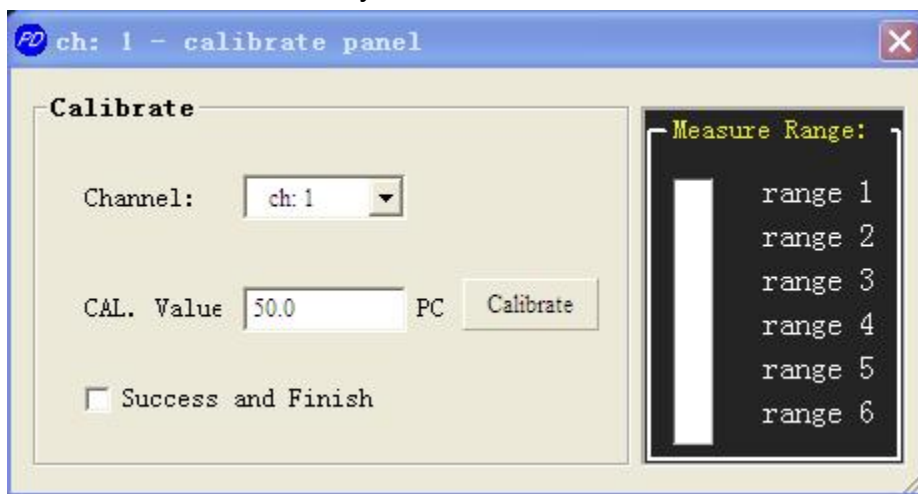 PD ch: 1 - calibrate panel
Calibrate
Channel: ch: 1
CAL. Value 50.0 PC Calibrate
Success and Finish
Measure Range:
range 1
range 2
range 3
range 4
range 5
range 6